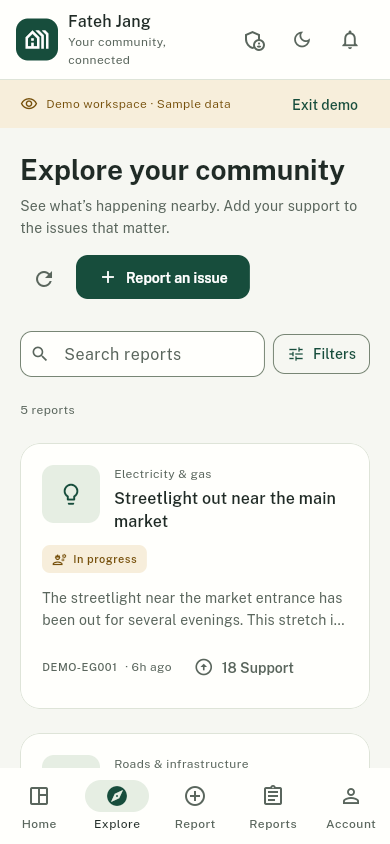 Fateh Jang
Your community,
connected
Demo workspace · Sample data
Exit demo
Explore your community
See what’s happening nearby. Add your support to
the issues that matter.
Report an issue
Search reports
Filters
5 reports
Electricity & gas
Streetlight out near the main
market
In progress
The streetlight near the market entrance has
been out for several evenings. This stretch i…
DEMO-EG001 · 6h ago
18 Support
Roads & infrastructure
Home
Explore
Report
Reports
Account